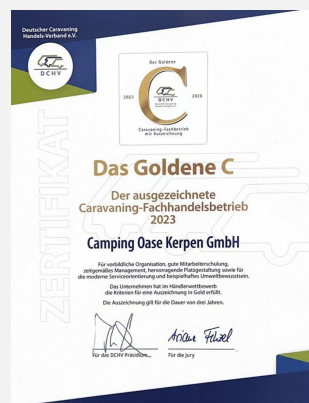 Deutscher Caravaning
Handels-Verband e.V.
DCHV
Das Goldene
C
2023
2026
DCHV
Caravaning-Fachbetrieb
mit Auszeichnung
ZERTIFIKAT
Das Goldene C
Der ausgezeichnete
Caravaning-Fachhandelsbetrieb
2023
Camping Oase Kerpen GmbH
Für vorbildliche Organisation, gute Mitarbeiterschulung,
zeitgemäßes Management, hervorragende Platzgestaltung sowie für
die moderne Serviceorientierung und beispielhaftes Umweltbewusstsein.
Das Unternehmen hat im Händlerwettbewerb
die Kriterien für eine Auszeichnung in Gold erfüllt.
Die Auszeichnung gilt für die Dauer von drei Jahren.
Für das DCHV Präsidium
Für die Jury